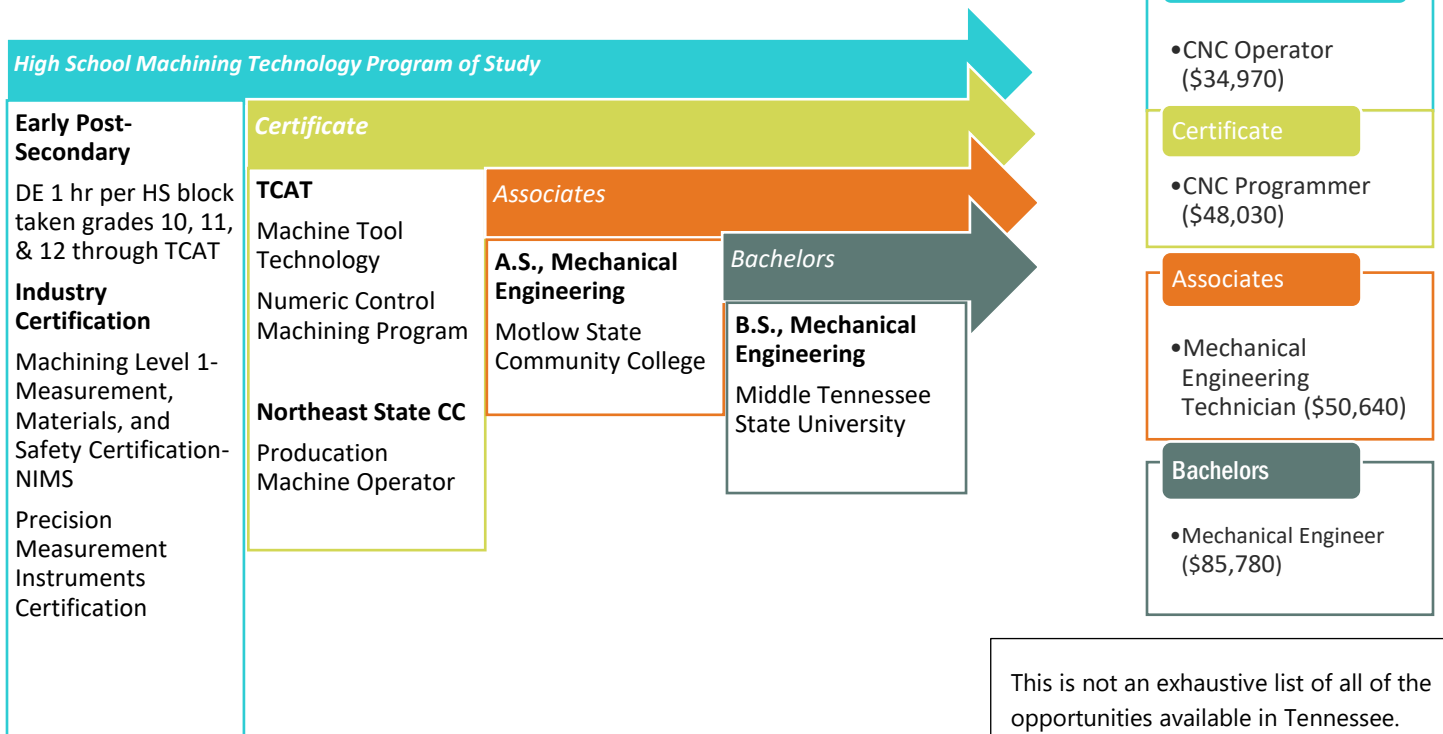 High School Machining Technology Program of Study
Early Post-
Secondary
DE 1 hr per HS block
taken grades 10, 11,
& 12 through TCAT
Industry
Certification
Machining Level 1-
Measurement,
Materials, and
Safety Certification-
NIMS
Precision
Measurement
Instruments
Certification
Certificate
TCAT
Machine Tool
Technology
Numeric Control
Machining Program
Northeast State CC
Producation
Machine Operator
Associates
A.S., Mechanical
Engineering
Motlow State
Community College
Bachelors
B.S., Mechanical
Engineering
Middle Tennessee
State University
•CNC Operator
($34,970)
Certificate
•CNC Programmer
($48,030)
Associates
•Mechanical
Engineering
Technician ($50,640)
Bachelors
•Mechanical Engineer
($85,780)
This is not an exhaustive list of all of the
opportunities available in Tennessee.